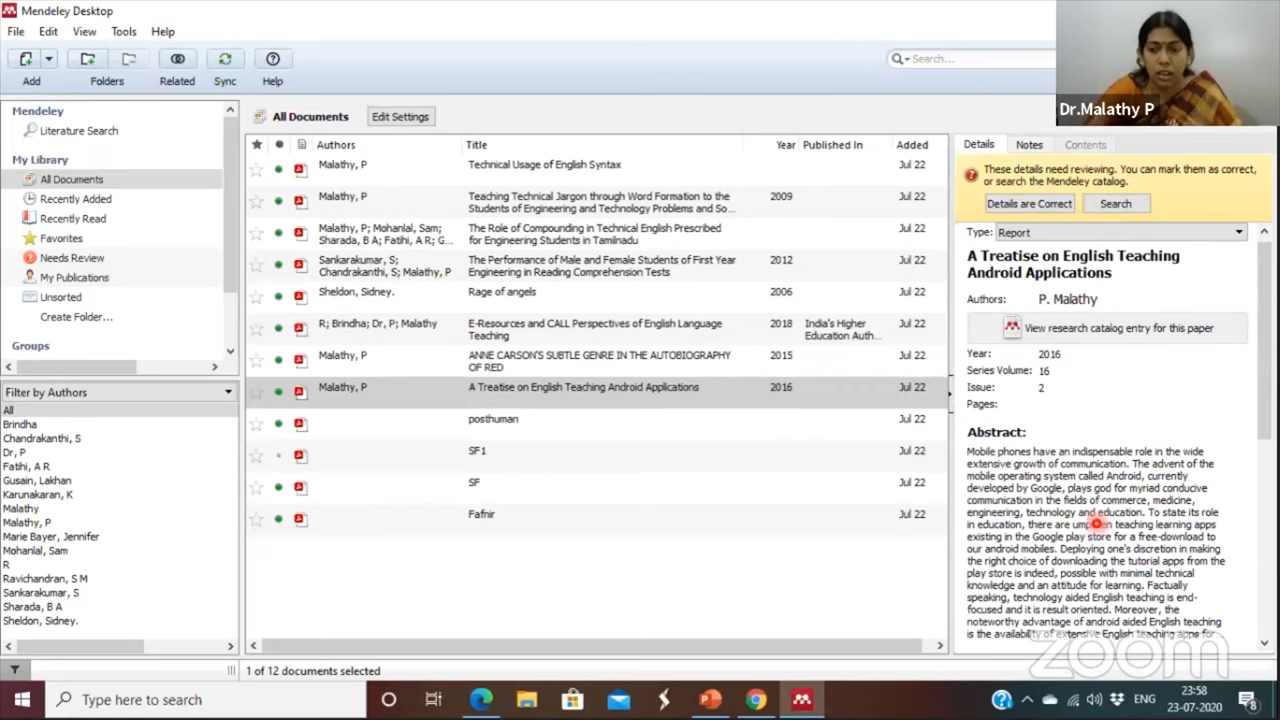 Mendeley Desktop
File Edit View Tools Help
Search...
Add Folders Related Sync Help
Dr.Malathy P
Mendeley
Literature Search
My Library
All Documents
Recently Added
Recently Read
Favorites
Needs Review
My Publications
Unsorted
Create Folder...
Groups
Filter by Authors
All
Brindha
Chandrakanthi, S
Dr, P
Fatihi, A R
Gusain, Lakhan
Karunakaran, K
Malathy
Malathy, P
Marie Bayer, Jennifer
Mohanlal, Sam
R
Ravichandran, S M
Sankarakumar, S
Sharada, B A
Sheldon, Sidney.
All Documents Edit Settings
Authors Title Year Published In Added
Malathy, P Technical Usage of English Syntax Jul 22
Malathy, P Teaching Technical Jargon through Word Formation to the 2009 Jul 22
Students of Engineering and Technology Problems and So...
Malathy, P; Mohanlal, Sam; The Role of Compounding in Technical English Prescribed Jul 22
Sharada, B A; Fatihi, A R; G... for Engineering Students in Tamilnadu
Sankarakumar, S; The Performance of Male and Female Students of First Year 2012 Jul 22
Chandrakanthi, S; Malathy, P Engineering in Reading Comprehension Tests
Sheldon, Sidney. Rage of angels 2006 Jul 22
R; Brindha; Dr, P; Malathy E-Resources and CALL Perspectives of English Language 2018 India's Higher Jul 22
Teaching Education Auth...
Malathy, P ANNE CARSON'S SUBTLE GENRE IN THE AUTOBIOGRAPHY 2015 Jul 22
OF RED
Malathy, P A Treatise on English Teaching Android Applications 2016 Jul 22
posthuman Jul 22
SF1 Jul 22
SF Jul 22
Fafnir Jul 22
Details Notes Contents
These details need reviewing. You can mark them as correct,
or search the Mendeley catalog.
Details are Correct Search
Type: Report
A Treatise on English Teaching
Android Applications
Authors: P. Malathy
View research catalog entry for this paper
Year: 2016
Series Volume: 16
Issue: 2
Pages:
Abstract:
Mobile phones have an indispensable role in the wide
extensive growth of communication. The advent of the
mobile operating system called Android, currently
developed by Google, plays god for myriad conducive
communication in the fields of commerce, medicine,
engineering, technology and education. To state its role
in education, there are teaching learning apps
existing in the Google play store for a free-download to
our android mobiles. Deploying one's discretion in making
the right choice of downloading the tutorial apps from the
play store is indeed, possible with minimal technical
knowledge and an attitude for learning. Factually
speaking, technology aided English teaching is end-
focused and it is result oriented. Moreover, the
noteworthy advantage of android aided English teaching
is the availability of extensive English teaching apps for
zoom
1 of 12 documents selected
Type here to search
ENG
23:58
23-07-2020
8